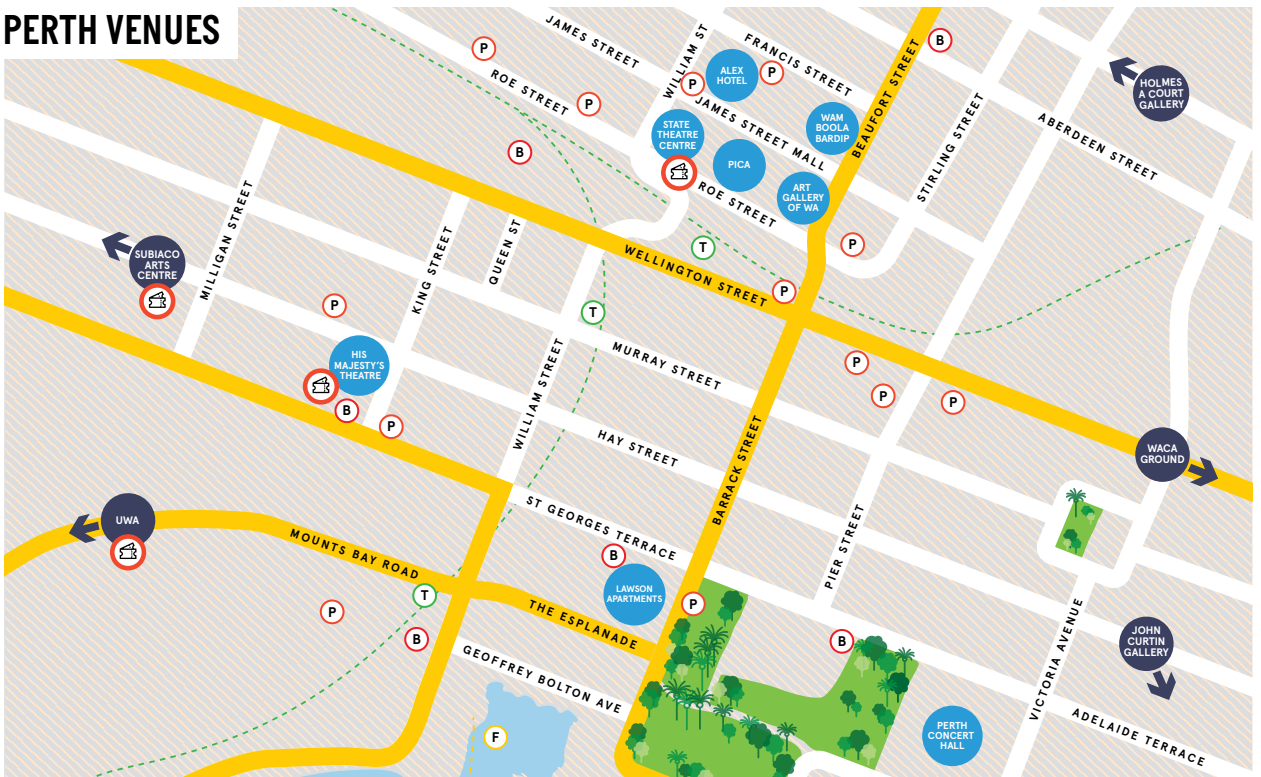 PERTH VENUES
JAMES STREET
WILLIAM ST
FRANCIS STREET
BEAUFORT STREET
B
P
ROE STREET
P
ALEX
HOTEL
P
P
HOLMES
A COURT
GALLERY
STATE
THEATRE
CENTRE
JAMES STREET MALL
WAM
BOOLA
BARDIP
ABERDEEN STREET
STIRLING STREET
B
PICA
ART
GALLERY
OF WA
ROE STREET
MILLIGAN STREET
SUBIACO
ARTS
CENTRE
KING STREET
QUEEN ST
T
P
WELLINGTON STREET
P
P
T
HIS
MAJESTY'S
THEATRE
B
P
WILLIAM STREET
MURRAY STREET
P
P
P
HAY STREET
BARRACK STREET
WACA
GROUND
UWA
MOUNTS BAY ROAD
ST GEORGES TERRACE
PIER STREET
B
LAWSON
APARTMENTS
P
T
P
B
THE ESPLANADE
GEOFFREY BOLTON AVE
B
VICTORIA AVENUE
JOHN
CURTIN
GALLERY
F
PERTH
CONCERT
HALL
ADELAIDE TERRACE